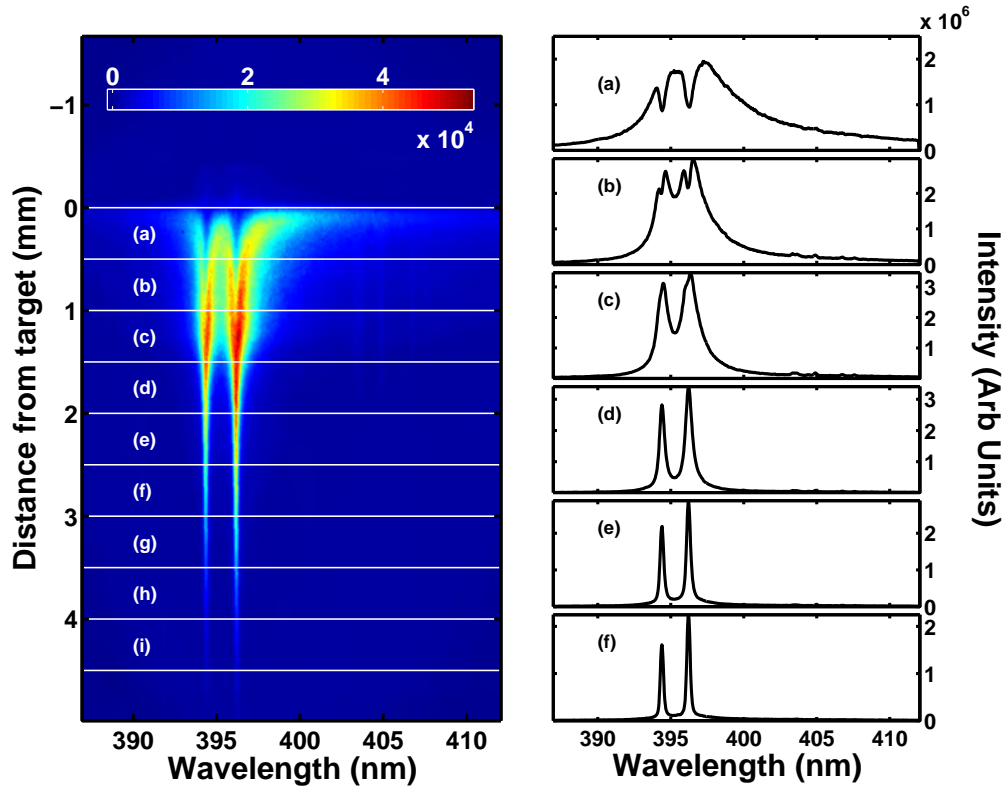 0 2 4
x 10^4
−1
0
1
2
3
4
(a)
(b)
(c)
(d)
(e)
(f)
(g)
(h)
(i)
390 395 400 405 410
Wavelength (nm)
Distance from target (mm)
x 10^6
(a)
2
1
0
(b)
2
1
0
(c)
3
2
1
(d)
3
2
1
(e)
2
1
0
(f)
2
1
0
390 395 400 405 410
Wavelength (nm)
Intensity (Arb Units)